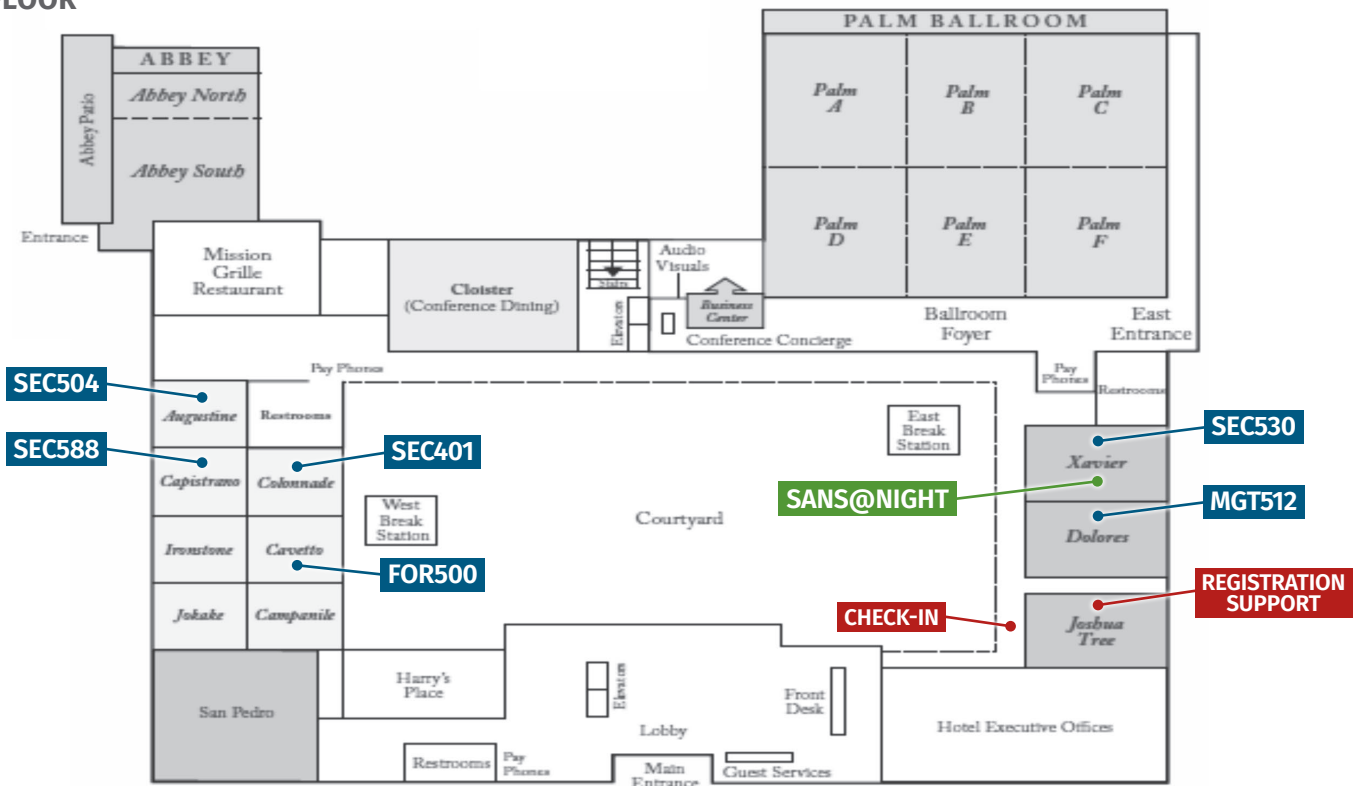 LOOR
PALM BALLROOM
ABBEY
Abbey North
Abbey Patio
Abbey South
Entrance
Palm
A
Palm
B
Palm
C
Palm
D
Palm
E
Palm
F
Mission
Grille
Restaurant
Cloister
(Conference Dining)
Stairs
Elevators
Audio
Visuals
Business
Center
Conference Concierge
Ballroom
Foyer
East
Entrance
Pay Phones
Pay
Phones
Restrooms
SEC504
Augustine
Restrooms
SEC588
Capistrano
SEC401
Colonnade
West
Break
Station
East
Break
Station
Courtyard
SEC530
Xavier
SANS@NIGHT
MGT512
Dolores
Ironstone
Cavetto
FOR500
Jokake
Campanile
CHECK-IN
REGISTRATION
SUPPORT
Joshua
Tree
San Pedro
Harry's
Place
Elevators
Lobby
Front
Desk
Hotel Executive Offices
Restrooms
Pay
Phones
Main
Entrance
Guest Services